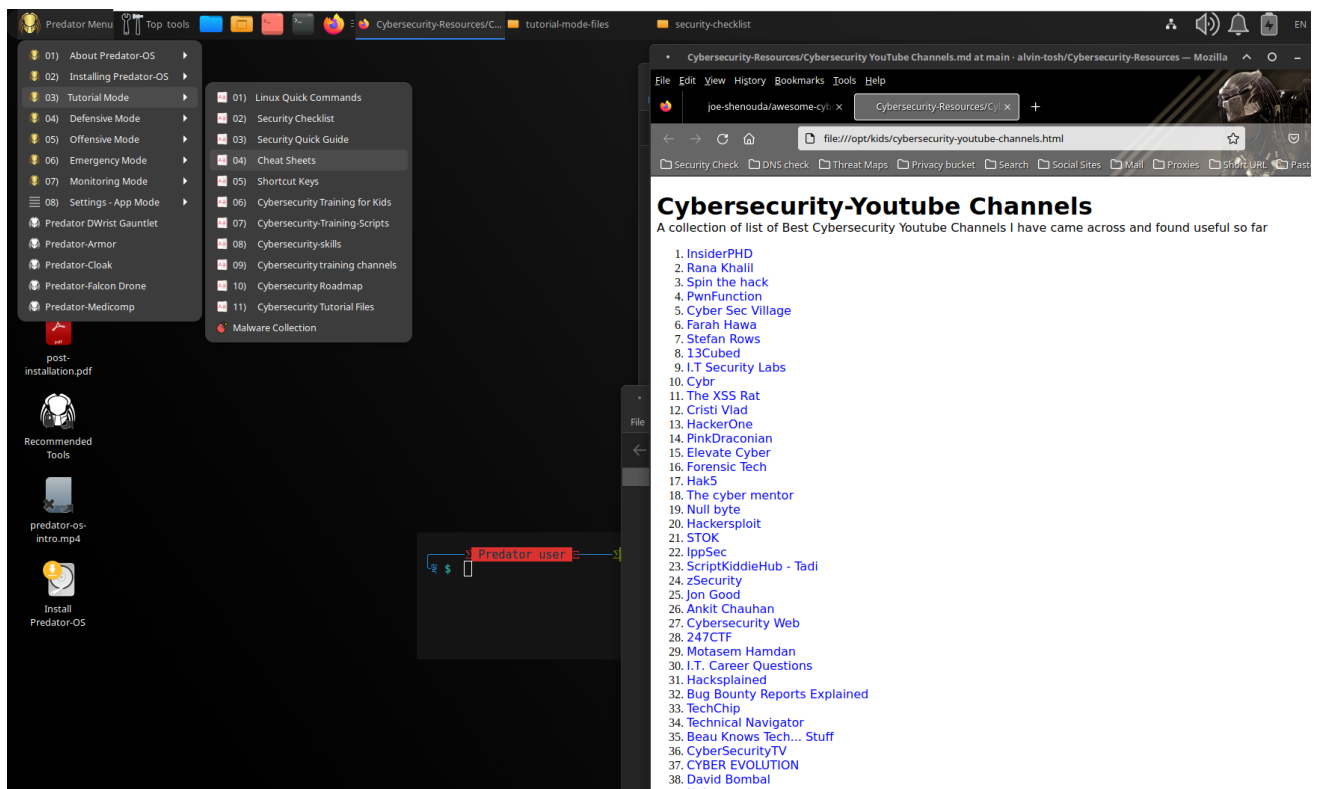 Predator Menu
Top tools
Cybersecurity-Resources/C...
tutorial-mode-files
security-checklist
EN
01) About Predator-OS
02) Installing Predator-OS
03) Tutorial Mode
04) Defensive Mode
05) Offensive Mode
06) Emergency Mode
07) Monitoring Mode
08) Settings - App Mode
Predator DWrist Gauntlet
Predator-Armor
Predator-Cloak
Predator-Falcon Drone
Predator-Medicomp
01) Linux Quick Commands
02) Security Checklist
03) Security Quick Guide
04) Cheat Sheets
05) Shortcut Keys
06) Cybersecurity Training for Kids
07) Cybersecurity-Training-Scripts
08) Cybersecurity-skills
09) Cybersecurity training channels
10) Cybersecurity Roadmap
11) Cybersecurity Tutorial Files
Malware Collection
pdf
post-
installation.pdf
Recommended
Tools
predator-os-
intro.mp4
Install
Predator-OS
Predator user
$
File
Cybersecurity-Resources/Cybersecurity YouTube Channels.md at main · alvin-tosh/Cybersecurity-Resources — Mozilla
File Edit View History Bookmarks Tools Help
joe-shenouda/awesome-cyb
Cybersecurity-Resources/Cyl
file:///opt/kids/cybersecurity-youtube-channels.html
Security Check DNS check Threat Maps Privacy bucket Search Social Sites Mail Proxies Short URL Past
Cybersecurity-Youtube Channels
A collection of list of Best Cybersecurity Youtube Channels I have came across and found useful so far
1. InsiderPHD
2. Rana Khalil
3. Spin the hack
4. PwnFunction
5. Cyber Sec Village
6. Farah Hawa
7. Stefan Rows
8. 13Cubed
9. I.T Security Labs
10. Cybr
11. The XSS Rat
12. Cristi Vlad
13. HackerOne
14. PinkDraconian
15. Elevate Cyber
16. Forensic Tech
17. Hak5
18. The cyber mentor
19. Null byte
20. Hackersploit
21. STOK
22. IppSec
23. ScriptKiddieHub - Tadi
24. zSecurity
25. Jon Good
26. Ankit Chauhan
27. Cybersecurity Web
28. 247CTF
29. Motasem Hamdan
30. I.T. Career Questions
31. Hacksplained
32. Bug Bounty Reports Explained
33. TechChip
34. Technical Navigator
35. Beau Knows Tech... Stuff
36. CyberSecurityTV
37. CYBER EVOLUTION
38. David Bombal